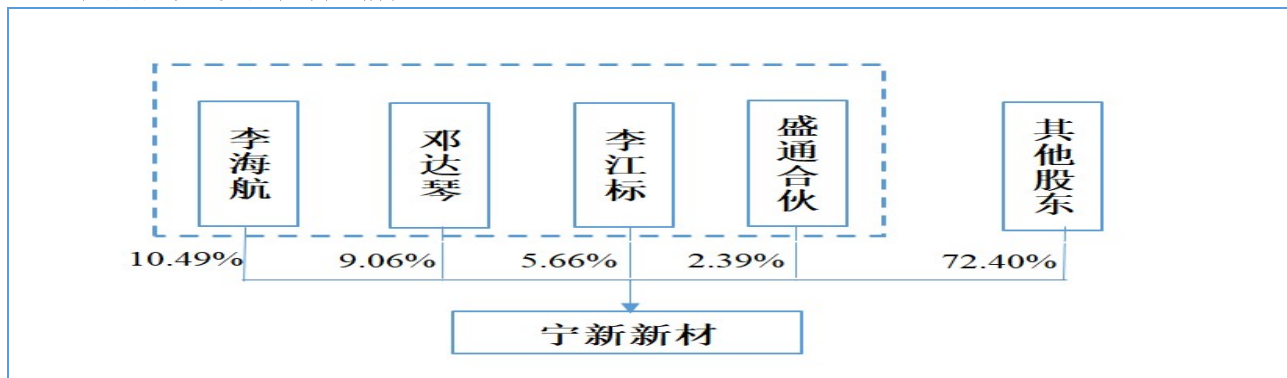 李海航
邓达琴
李江标
盛通合伙
其他股东
10.49%
9.06%
5.66%
2.39%
72.40%
宁新新材